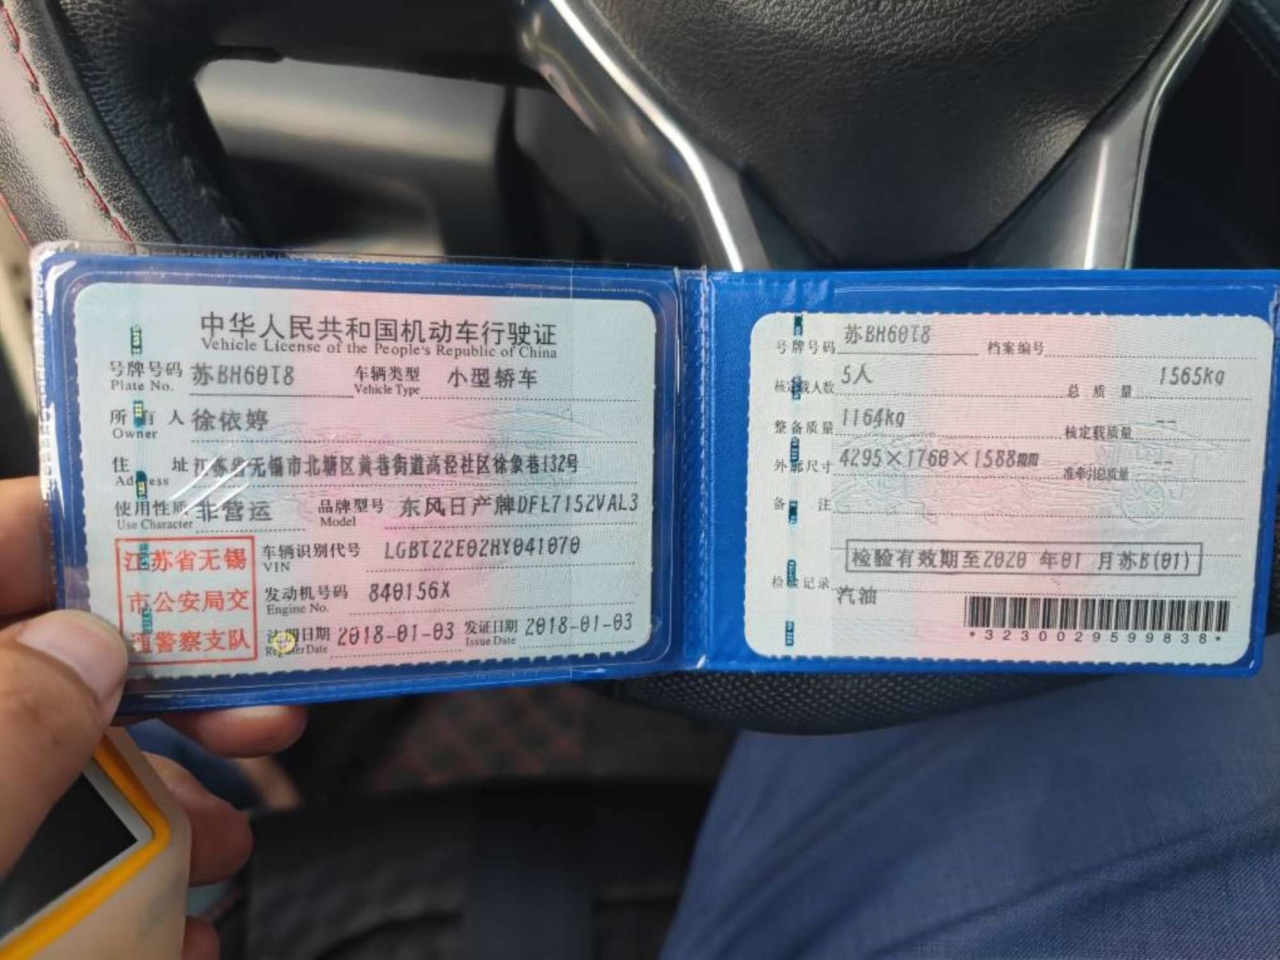 中华人民共和国机动车行驶证
Vehicle License of the People's Republic of China
号牌号码 苏BH60T8 车辆类型 小型轿车
Plate No. Vehicle Type
所有人 徐依婷
Owner
住址 江苏省无锡市北塘区黄巷街道高径社区徐象巷132号
Address
使用性质 非营运 品牌型号 东风日产牌DFL7152VAL3
Use Character Model
江苏省无锡
市公安局交
通警察支队
车辆识别代号 LGBT22E02HY041070
VIN
发动机号码 840156X
Engine No.
注册日期 2018-01-03 发证日期 2018-01-03
Register Date Issue Date
号牌号码 苏BH60T8 档案编号
核定载人数 5人 总质量 1565kg
整备质量 1164kg 核定载质量 --
外廓尺寸 4295×1760×1588mm 准牵引总质量 --
备注
检验有效期至2020 年01 月苏B(01)
检验记录
汽油
*3230029599838*